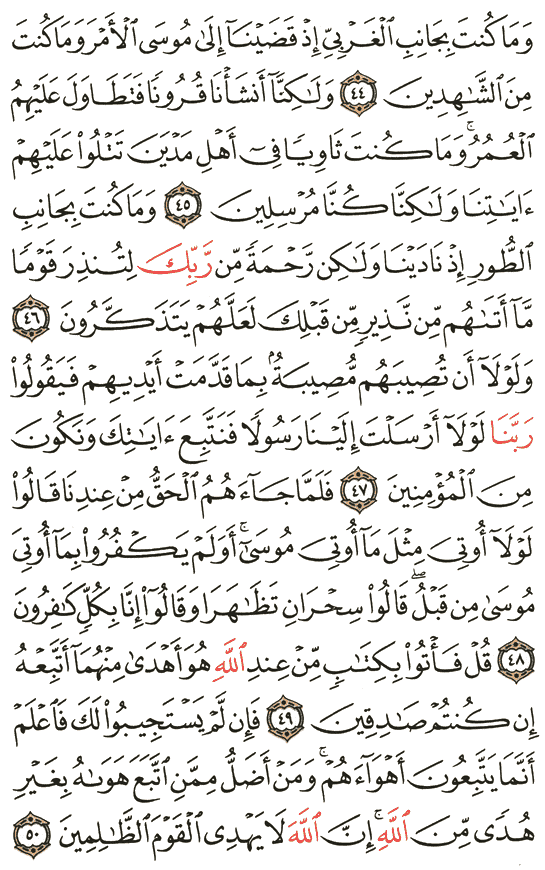 وَمَا كُنتَ بِجَانِبِ ٱلْغَرْبِيِّ إِذْ قَضَيْنَآ إِلَىٰ مُوسَى ٱلْأَمْرَ وَمَا كُنتَ
مِنَ ٱلشَّٰهِدِينَ ٤٤ وَلَٰكِنَّآ أَنشَأْنَا قُرُونًا فَتَطَاوَلَ عَلَيْهِمُ
ٱلْعُمُرُ ۚ وَمَا كُنتَ ثَاوِيًا فِىٓ أَهْلِ مَدْيَنَ تَتْلُوا۟ عَلَيْهِمْ
ءَايَٰتِنَا وَلَٰكِنَّا كُنَّا مُرْسِلِينَ ٤٥ وَمَا كُنتَ بِجَانِبِ
ٱلطُّورِ إِذْ نَادَيْنَا وَلَٰكِن رَّحْمَةً مِّن رَّبِّكَ لِتُنذِرَ قَوْمًا
مَّآ أَتَىٰهُم مِّن نَّذِيرٍ مِّن قَبْلِكَ لَعَلَّهُمْ يَتَذَكَّرُونَ ٤٦
وَلَوْلَآ أَن تُصِيبَهُم مُّصِيبَةٌۢ بِمَا قَدَّمَتْ أَيْدِيهِمْ فَيَقُولُوا۟
رَبَّنَا لَوْلَآ أَرْسَلْتَ إِلَيْنَا رَسُولًا فَنَتَّبِعَ ءَايَٰتِكَ وَنَكُونَ
مِنَ ٱلْمُؤْمِنِينَ ٤٧ فَلَمَّا جَآءَهُمُ ٱلْحَقُّ مِنْ عِندِنَا قَالُوا۟
لَوْلَآ أُوتِىَ مِثْلَ مَآ أُوتِىَ مُوسَىٰٓ ۚ أَوَلَمْ يَكْفُرُوا۟ بِمَآ أُوتِىَ
مُوسَىٰ مِن قَبْلُ ۖ قَالُوا۟ سِحْرَانِ تَظَٰهَرَا وَقَالُوٓا۟ إِنَّا بِكُلٍّ كَٰفِرُونَ
٤٨ قُلْ فَأْتُوا۟ بِكِتَٰبٍ مِّنْ عِندِ ٱللَّهِ هُوَ أَهْدَىٰ مِنْهُمَآ أَتَّبِعْهُ
إِن كُنتُمْ صَٰدِقِينَ ٤٩ فَإِن لَّمْ يَسْتَجِيبُوا۟ لَكَ فَٱعْلَمْ
أَنَّمَا يَتَّبِعُونَ أَهْوَآءَهُمْ ۚ وَمَنْ أَضَلُّ مِمَّنِ ٱتَّبَعَ هَوَىٰهُ بِغَيْرِ
هُدًى مِّنَ ٱللَّهِ ۚ إِنَّ ٱللَّهَ لَا يَهْدِى ٱلْقَوْمَ ٱلظَّٰلِمِينَ ٥٠